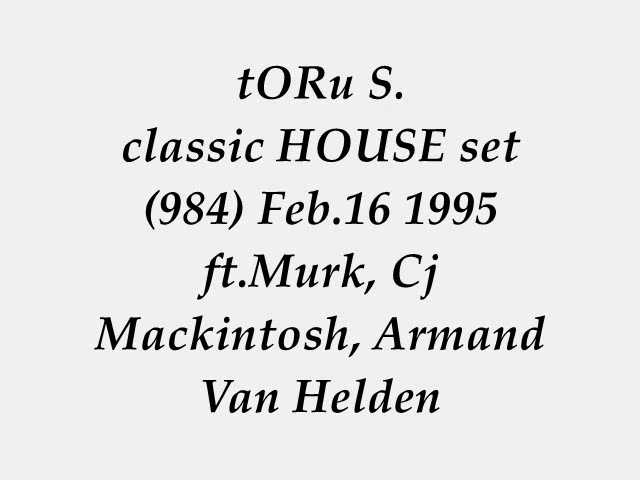 tORu S.
classic HOUSE set
(984) Feb.16 1995
ft.Murk, Cj
Mackintosh, Armand
Van Helden